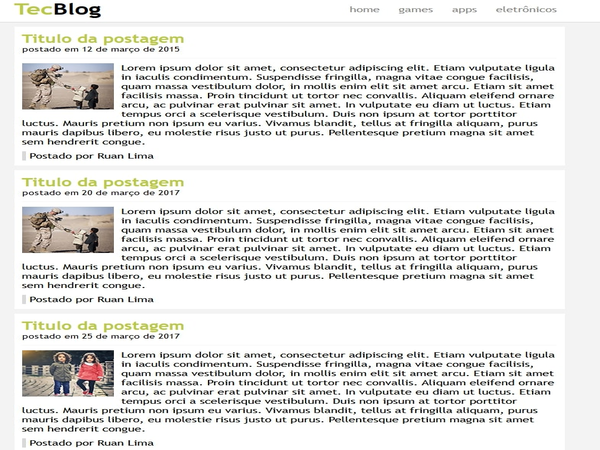 TecBlog
home games apps eletrônicos
Titulo da postagem
postado em 12 de março de 2015
Lorem ipsum dolor sit amet, consectetur adipiscing elit. Etiam vulputate ligula
in iaculis condimentum. Suspendisse fringilla, magna vitae congue facilisis,
quam massa vestibulum dolor, in mollis enim elit sit amet arcu. Etiam sit amet
facilisis massa. Proin tincidunt ut tortor nec convallis. Aliquam eleifend ornare
arcu, ac pulvinar erat pulvinar sit amet. In vulputate eu diam ut luctus. Etiam
tempus orci a scelerisque vestibulum. Duis non ipsum at tortor porttitor
luctus. Mauris pretium non ipsum eu varius. Vivamus blandit, tellus at fringilla aliquam, purus
mauris dapibus libero, eu molestie risus justo ut purus. Pellentesque pretium magna sit amet
sem hendrerit congue.
Postado por Ruan Lima
Titulo da postagem
postado em 20 de março de 2017
Lorem ipsum dolor sit amet, consectetur adipiscing elit. Etiam vulputate ligula
in iaculis condimentum. Suspendisse fringilla, magna vitae congue facilisis,
quam massa vestibulum dolor, in mollis enim elit sit amet arcu. Etiam sit amet
facilisis massa. Proin tincidunt ut tortor nec convallis. Aliquam eleifend ornare
arcu, ac pulvinar erat pulvinar sit amet. In vulputate eu diam ut luctus. Etiam
tempus orci a scelerisque vestibulum. Duis non ipsum at tortor porttitor
luctus. Mauris pretium non ipsum eu varius. Vivamus blandit, tellus at fringilla aliquam, purus
mauris dapibus libero, eu molestie risus justo ut purus. Pellentesque pretium magna sit amet
sem hendrerit congue.
Postado por Ruan Lima
Titulo da postagem
postado em 25 de março de 2017
Lorem ipsum dolor sit amet, consectetur adipiscing elit. Etiam vulputate ligula
in iaculis condimentum. Suspendisse fringilla, magna vitae congue facilisis,
quam massa vestibulum dolor, in mollis enim elit sit amet arcu. Etiam sit amet
facilisis massa. Proin tincidunt ut tortor nec convallis. Aliquam eleifend ornare
arcu, ac pulvinar erat pulvinar sit amet. In vulputate eu diam ut luctus. Etiam
tempus orci a scelerisque vestibulum. Duis non ipsum at tortor porttitor
luctus. Mauris pretium non ipsum eu varius. Vivamus blandit, tellus at fringilla aliquam, purus
mauris dapibus libero, eu molestie risus justo ut purus. Pellentesque pretium magna sit amet
sem hendrerit congue.
Postado por Ruan Lima